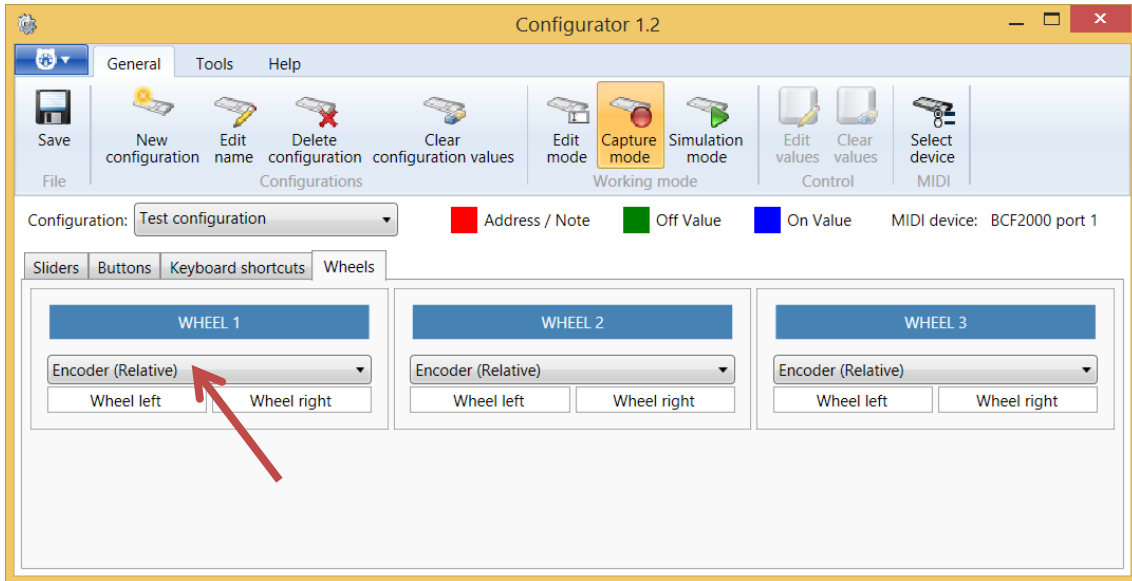 Configurator 1.2
General Tools Help
Save New configuration Edit name Delete configuration Clear configuration values Edit mode Capture mode Simulation mode Edit values Clear values Select device
File Configurations Working mode Control MIDI
Configuration: Test configuration Address / Note Off Value On Value MIDI device: BCF2000 port 1
Sliders Buttons Keyboard shortcuts Wheels
WHEEL 1 WHEEL 2 WHEEL 3
Encoder (Relative) Encoder (Relative) Encoder (Relative)
Wheel left Wheel right Wheel left Wheel right Wheel left Wheel right